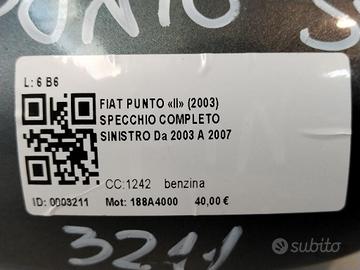 PUNTO S
L: 6 B6
FIAT PUNTO «II» (2003)
SPECCHIO COMPLETO
SINISTRO Da 2003 A 2007
CC:1242 benzina
ID: 0003211 Mot: 188A4000 40,00 €
3211
subito